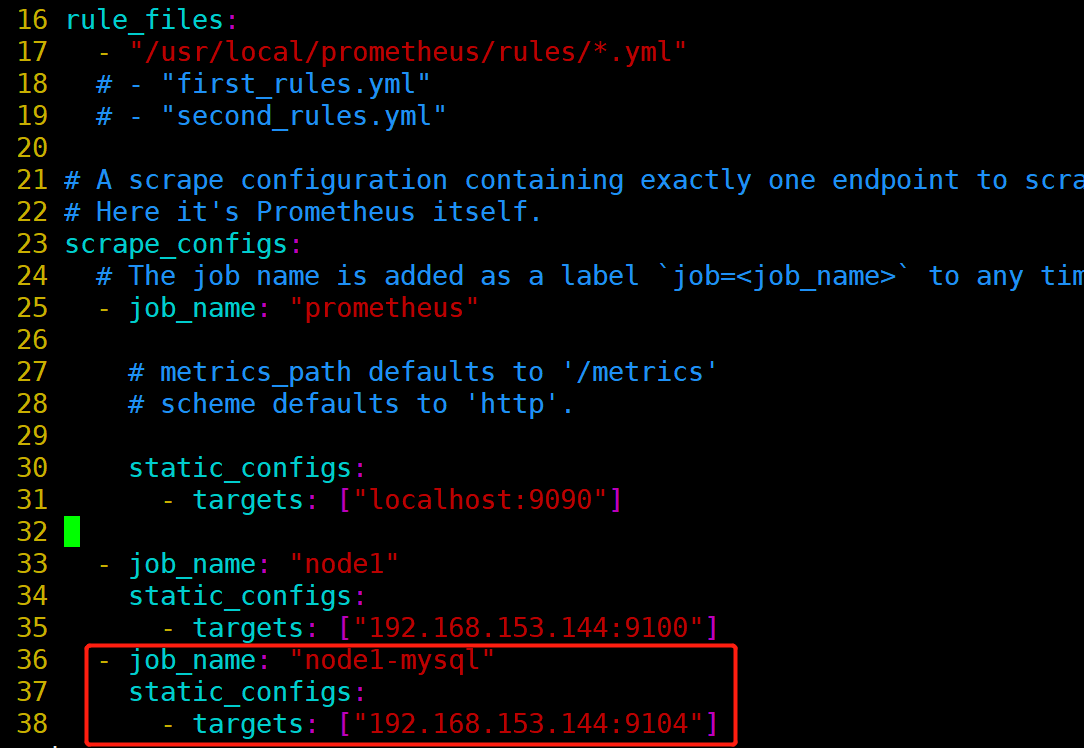 16 rule_files:
17   - "/usr/local/prometheus/rules/*.yml"
18   # - "first_rules.yml"
19   # - "second_rules.yml"
20
21 # A scrape configuration containing exactly one endpoint to scra
22 # Here it's Prometheus itself.
23 scrape_configs:
24   # The job name is added as a label `job=<job_name>` to any tim
25   - job_name: "prometheus"
26
27     # metrics_path defaults to '/metrics'
28     # scheme defaults to 'http'.
29
30     static_configs:
31       - targets: ["localhost:9090"]
32
33   - job_name: "node1"
34     static_configs:
35       - targets: ["192.168.153.144:9100"]
36   - job_name: "node1-mysql"
37     static_configs:
38       - targets: ["192.168.153.144:9104"]